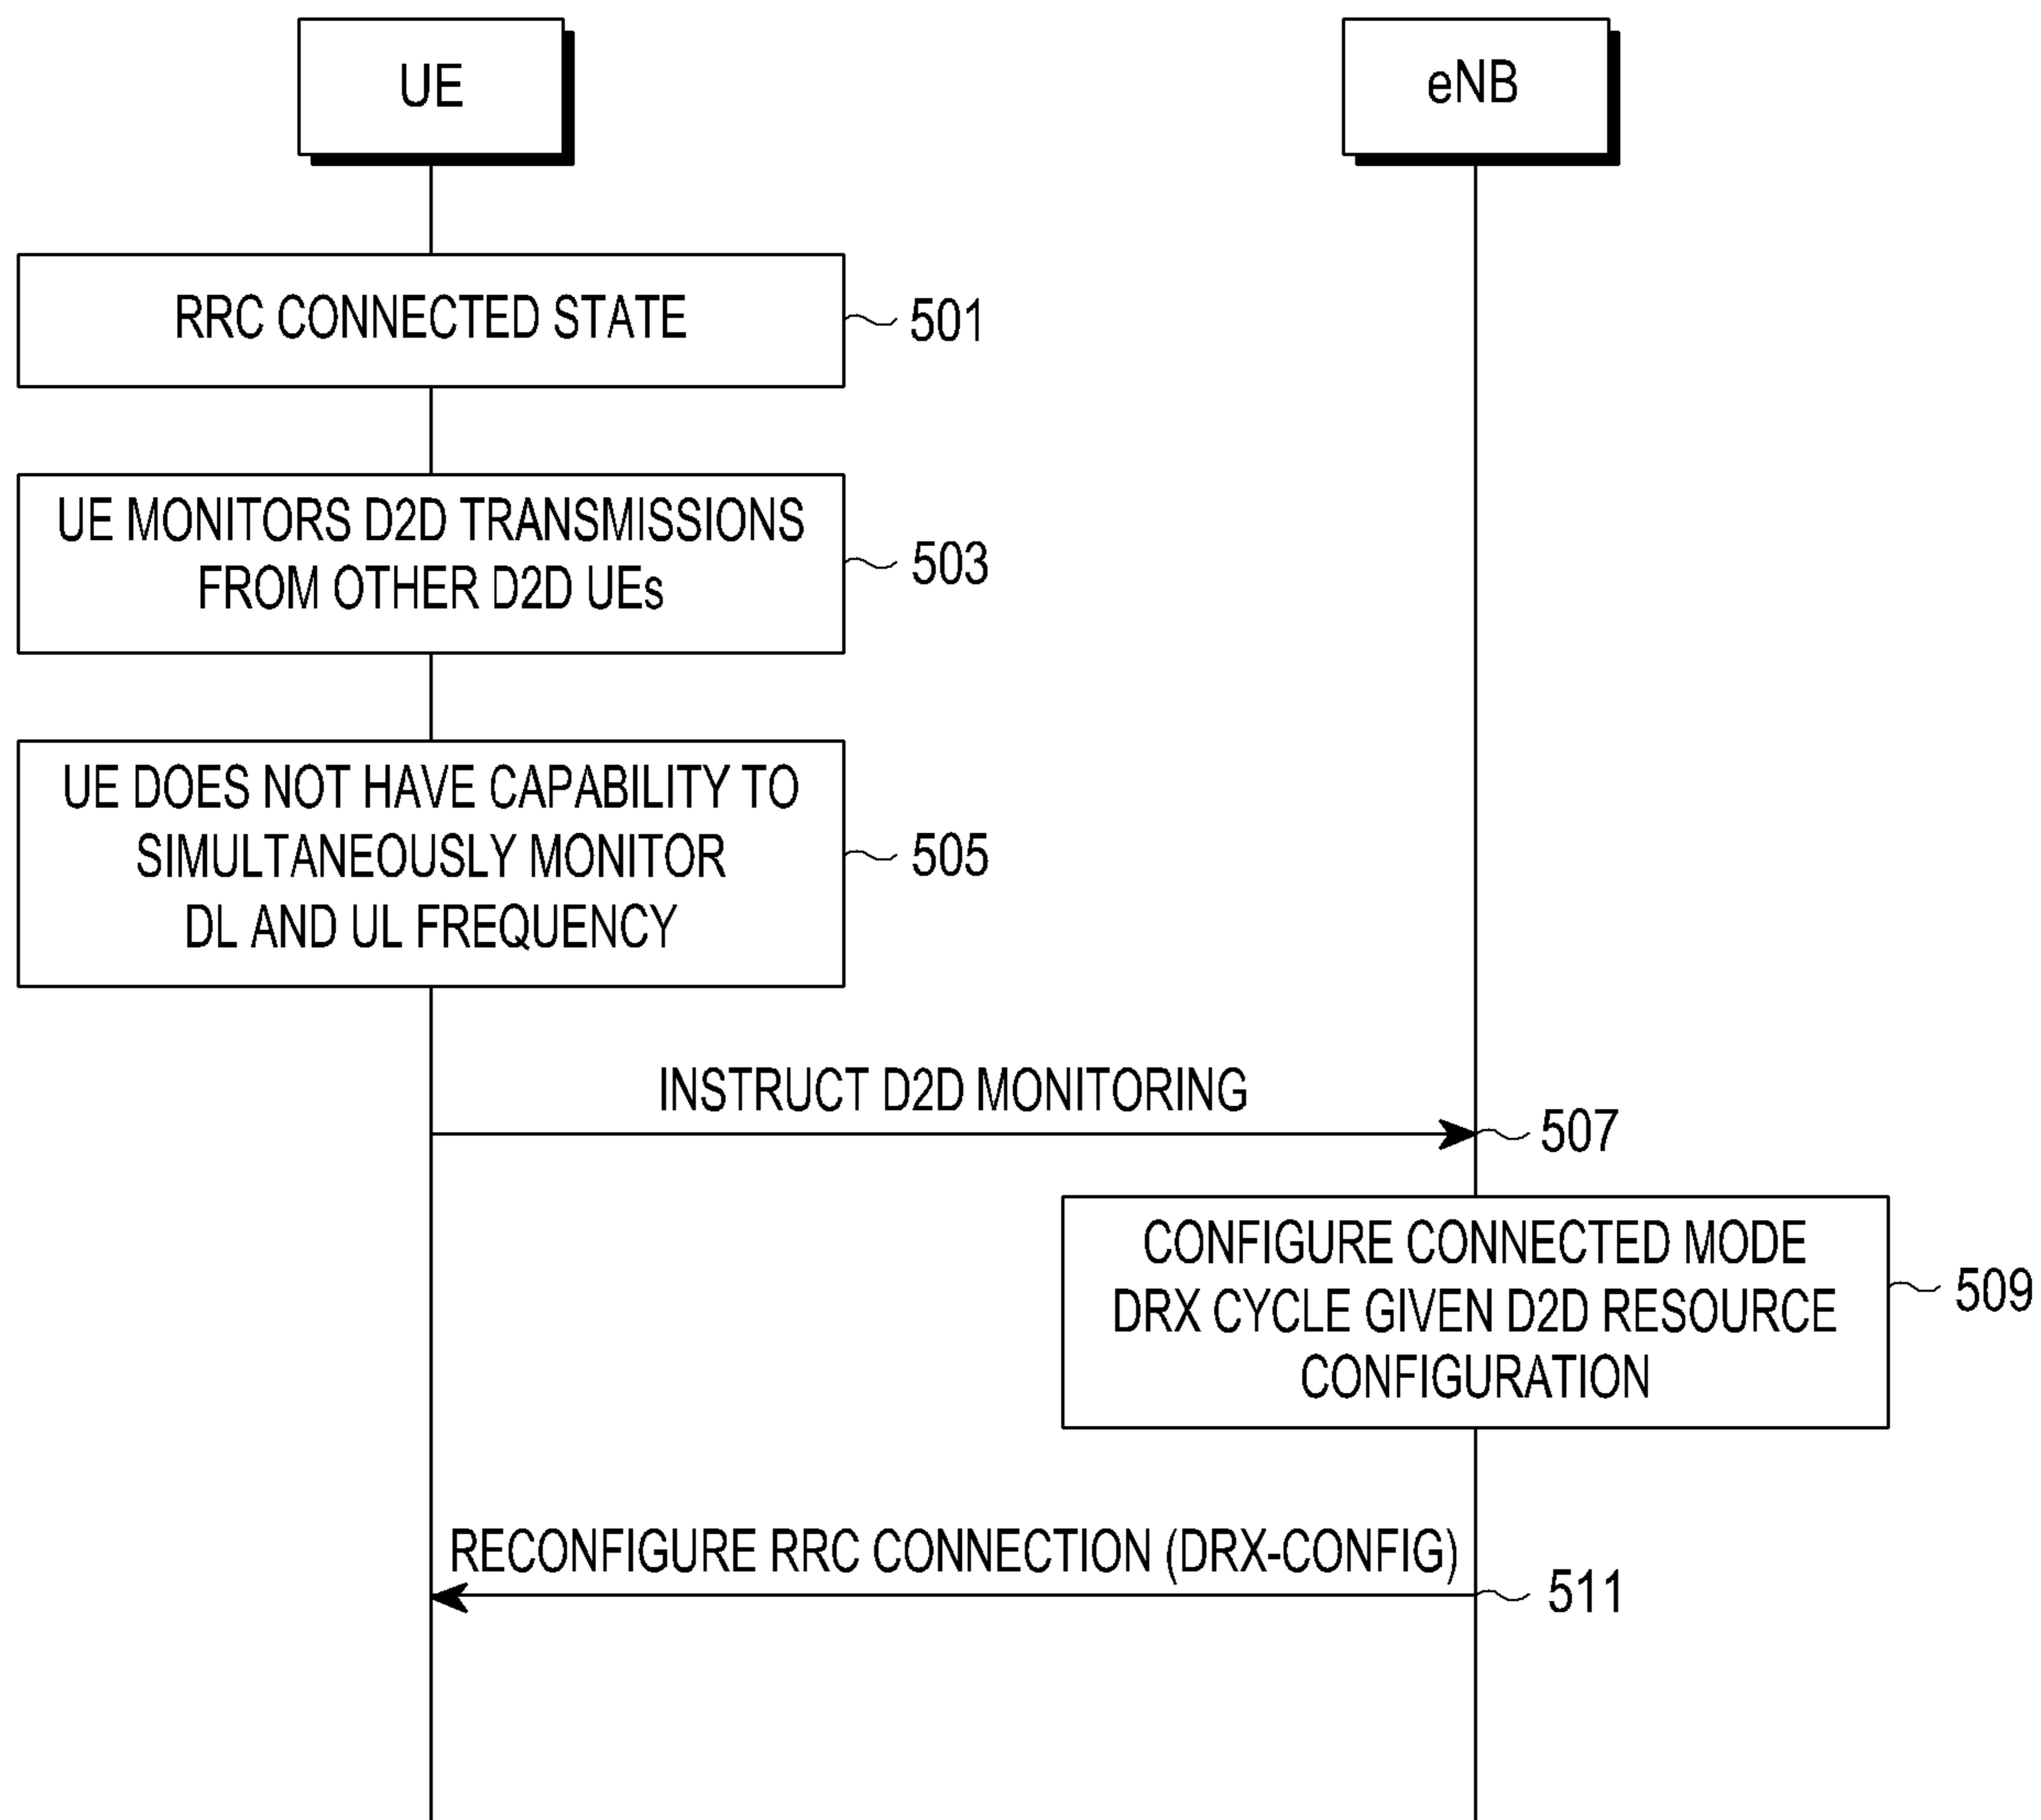 UE
eNB
RRC CONNECTED STATE
501
UE MONITORS D2D TRANSMISSIONS
FROM OTHER D2D UEs
503
UE DOES NOT HAVE CAPABILITY TO
SIMULTANEOUSLY MONITOR
DL AND UL FREQUENCY
505
INSTRUCT D2D MONITORING
507
CONFIGURE CONNECTED MODE
DRX CYCLE GIVEN D2D RESOURCE
CONFIGURATION
509
RECONFIGURE RRC CONNECTION (DRX-CONFIG)
511